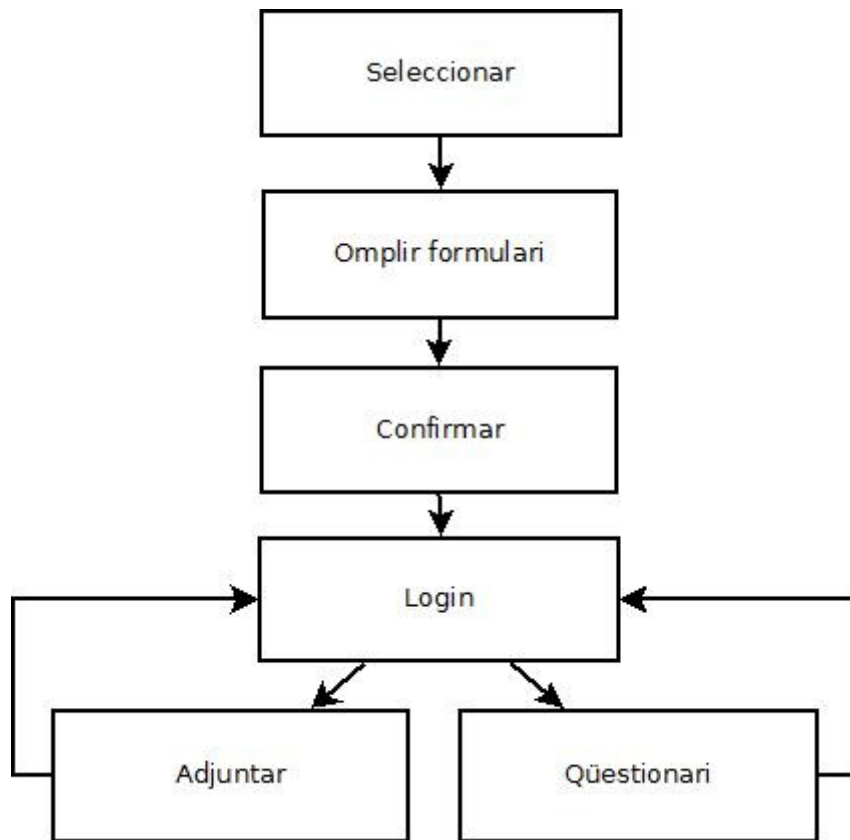 Seleccionar
Omplir formulari
Confirmar
Login
Adjuntar
Qüestionari